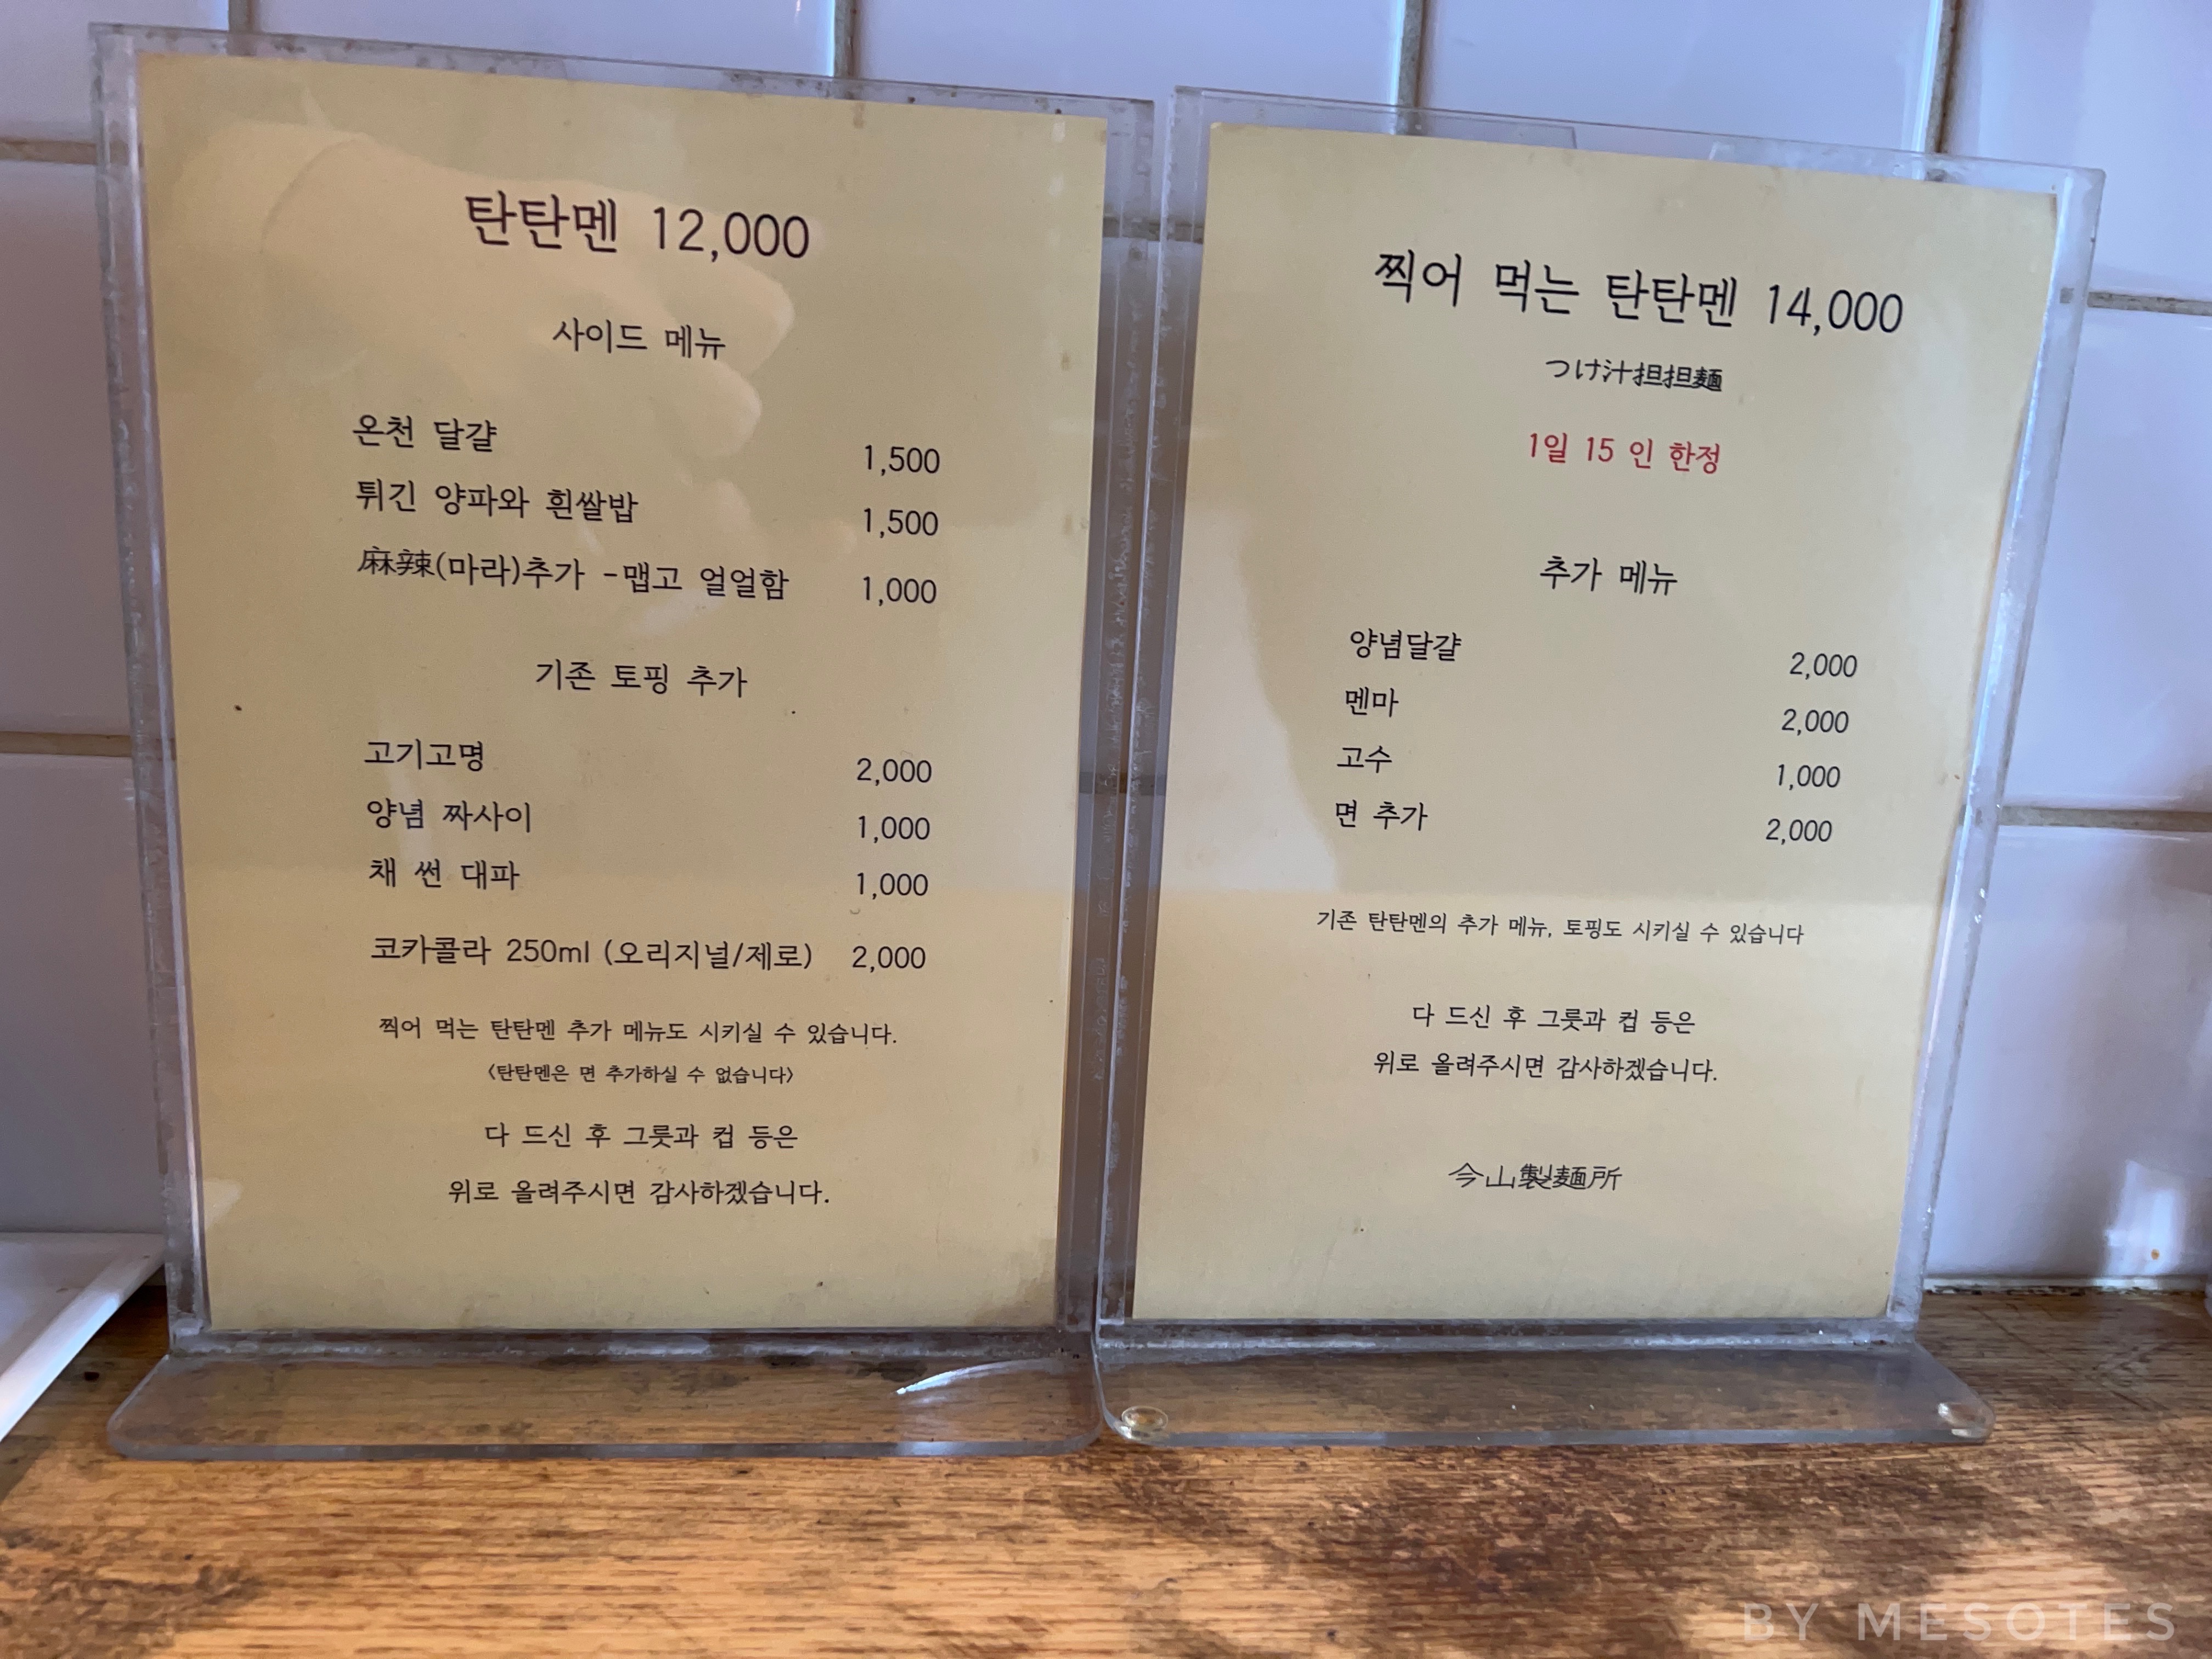 탄탄멘 12,000
사이드 메뉴
온천 달걀 1,500
튀긴 양파와 흰쌀밥 1,500
麻辣(마라)추가 -맵고 얼얼함 1,000
기존 토핑 추가
고기고명 2,000
양념 짜사이 1,000
채 썬 대파 1,000
코카콜라 250ml (오리지널/제로) 2,000
찍어 먹는 탄탄멘 추가 메뉴도 시키실 수 있습니다.
<탄탄멘은 면 추가하실 수 없습니다>
다 드신 후 그릇과 컵 등은
위로 올려주시면 감사하겠습니다.
찍어 먹는 탄탄멘 14,000
つけ汁担担麺
1일 15 인 한정
추가 메뉴
양념달걀 2,000
멘마 2,000
고수 1,000
면 추가 2,000
기존 탄탄멘의 추가 메뉴, 토핑도 시키실 수 있습니다
다 드신 후 그릇과 컵 등은
위로 올려주시면 감사하겠습니다.
今山製麺所
BY MESOTES